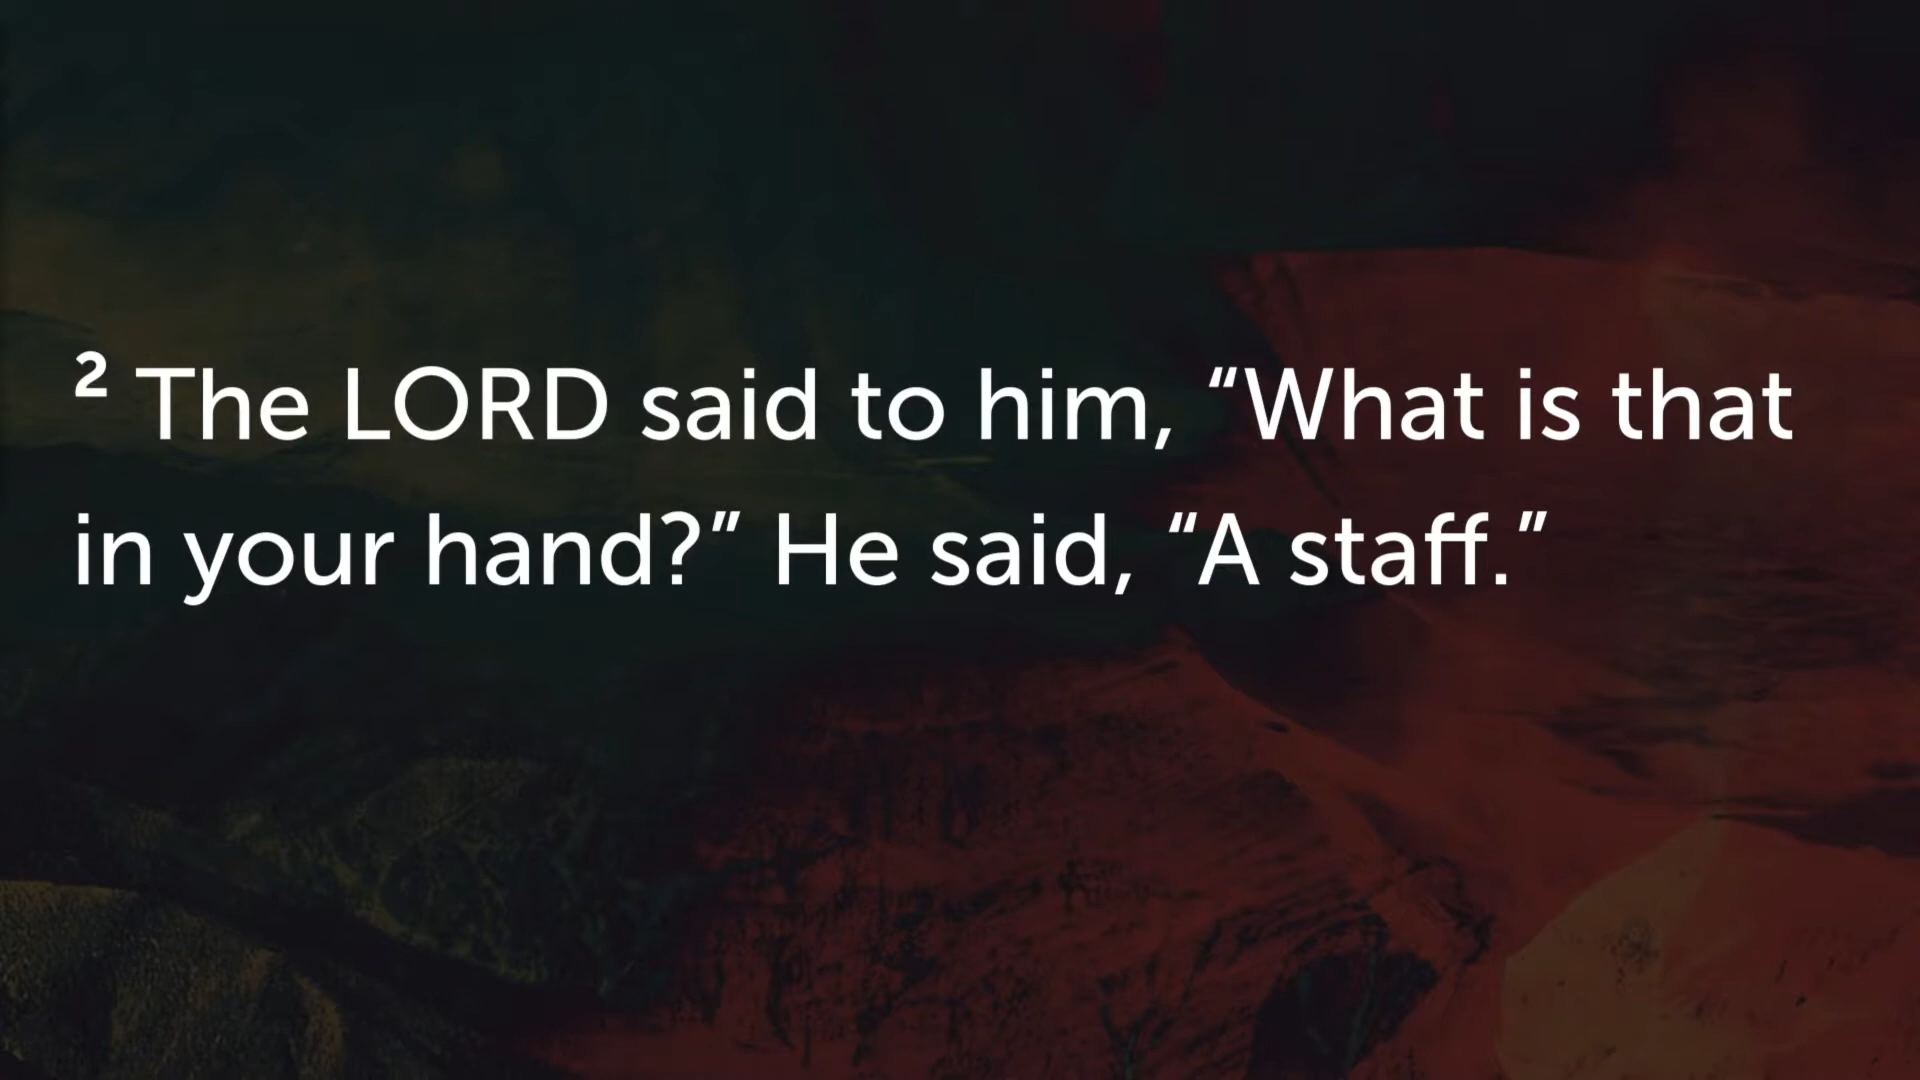 ² The LORD said to him, “What is that
in your hand?” He said, “A staff.”